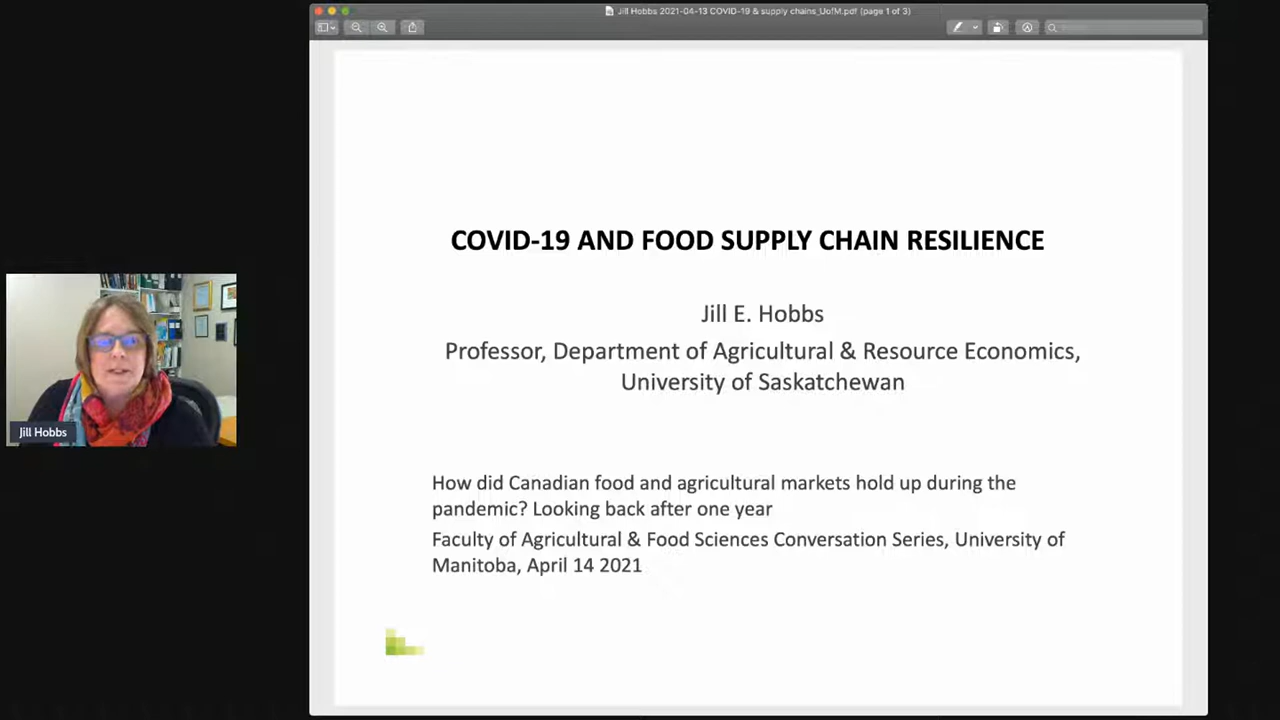 Jill Hobbs 2021-04-13 COVID-19 & supply chains_UofM.pdf (page 1 of 3)
COVID-19 AND FOOD SUPPLY CHAIN RESILIENCE
Jill E. Hobbs
Professor, Department of Agricultural & Resource Economics,
University of Saskatchewan
Jill Hobbs
How did Canadian food and agricultural markets hold up during the
pandemic? Looking back after one year
Faculty of Agricultural & Food Sciences Conversation Series, University of
Manitoba, April 14 2021